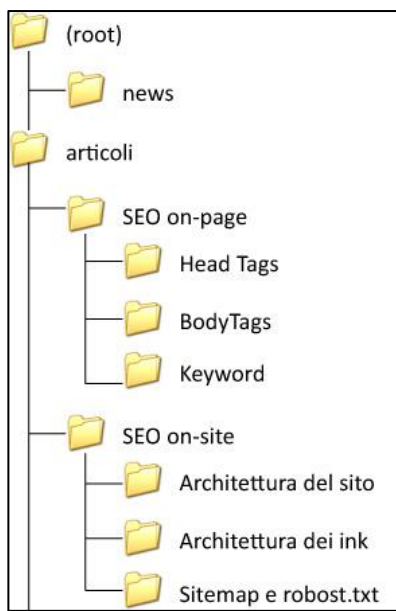 (root)
news
articoli
SEO on-page
Head Tags
BodyTags
Keyword
SEO on-site
Architettura del sito
Architettura dei ink
Sitemap e robost.txt